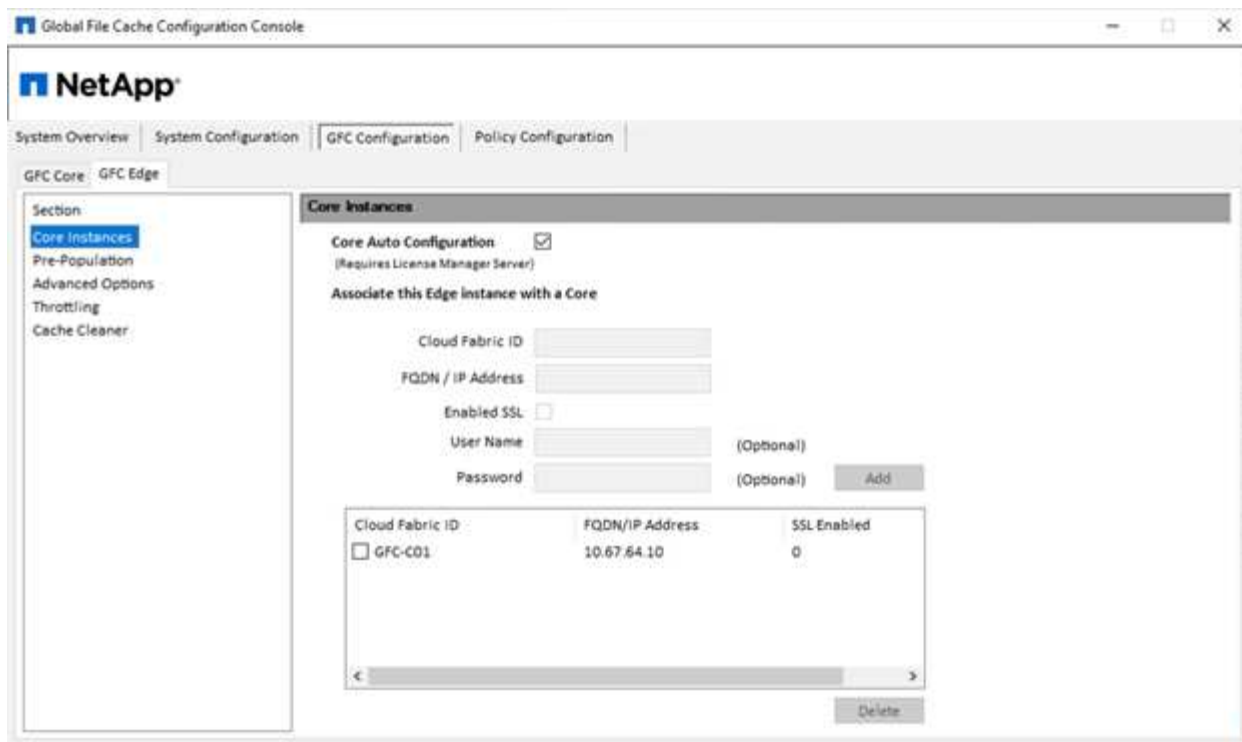 Global File Cache Configuration Console
NetApp
System Overview System Configuration GFC Configuration Policy Configuration
GFC Core GFC Edge
Section
Core Instances
Pre-Population
Advanced Options
Throttling
Cache Cleaner
Core Instances
Core Auto Configuration
(Requires License Manager Server)
Associate this Edge instance with a Core
Cloud Fabric ID
FQDN / IP Address
Enabled SSL
User Name (Optional)
Password (Optional) Add
Cloud Fabric ID FQDN/IP Address SSL Enabled
GFC-C01 10.67.64.10 0
Delete